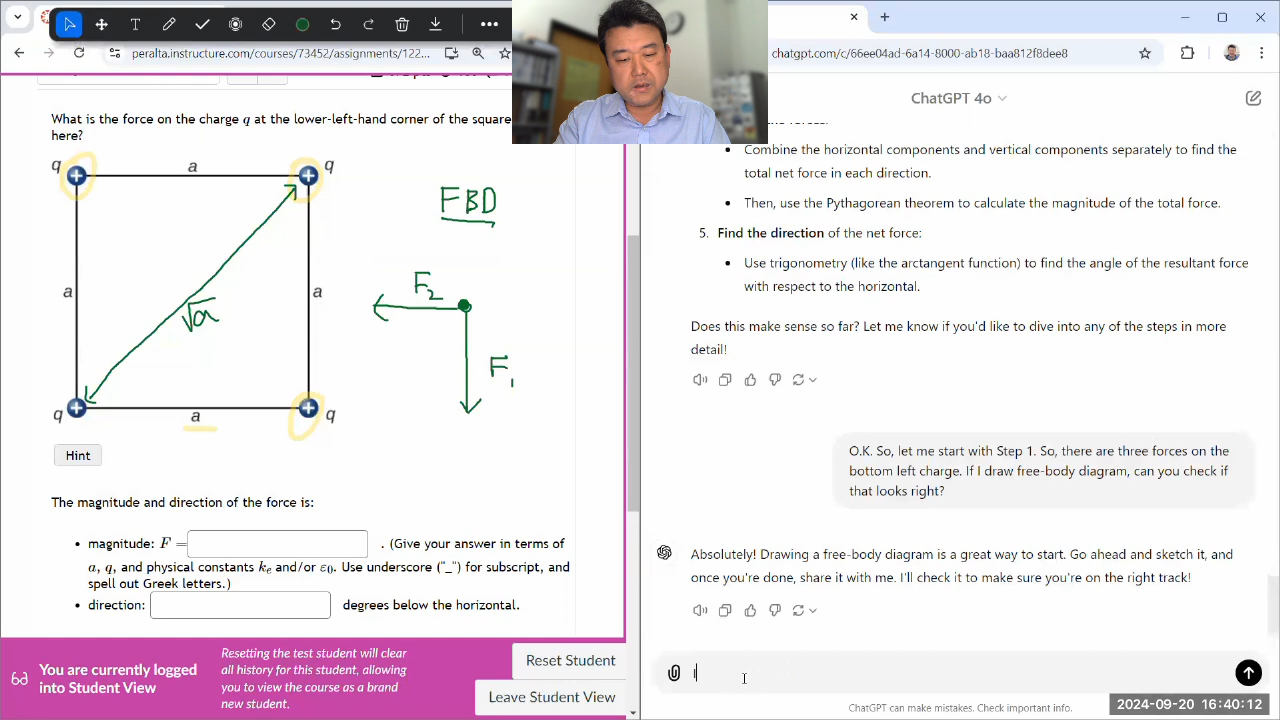 peralta.instructure.com/courses/73452/assignments/122...
chatgpt.com/c/66ee04ad-6a14-8000-ab18-baa812f8dee8
What is the force on the charge q at the lower-left-hand corner of the square
here?
q a q
a a
√a
q a q
FBD
F2
F1
Hint
The magnitude and direction of the force is:
• magnitude: F = . (Give your answer in terms of
a, q, and physical constants k_e and/or ε_0. Use underscore ("_") for subscript, and
spell out Greek letters.)
• direction: degrees below the horizontal.
You are currently logged
into Student View
Resetting the test student will clear
all history for this student, allowing
you to view the course as a brand
new student.
Reset Student
Leave Student View
ChatGPT 4o
• Combine the horizontal components and vertical components separately to find the
total net force in each direction.
• Then, use the Pythagorean theorem to calculate the magnitude of the total force.
5. Find the direction of the net force:
• Use trigonometry (like the arctangent function) to find the angle of the resultant force
with respect to the horizontal.
Does this make sense so far? Let me know if you'd like to dive into any of the steps in more
detail!
O.K. So, let me start with Step 1. So, there are three forces on the
bottom left charge. If I draw free-body diagram, can you check if
that looks right?
Absolutely! Drawing a free-body diagram is a great way to start. Go ahead and sketch it, and
once you're done, share it with me. I'll check it to make sure you're on the right track!
ChatGPT can make mistakes. Check important info.
2024-09-20 16:40:12